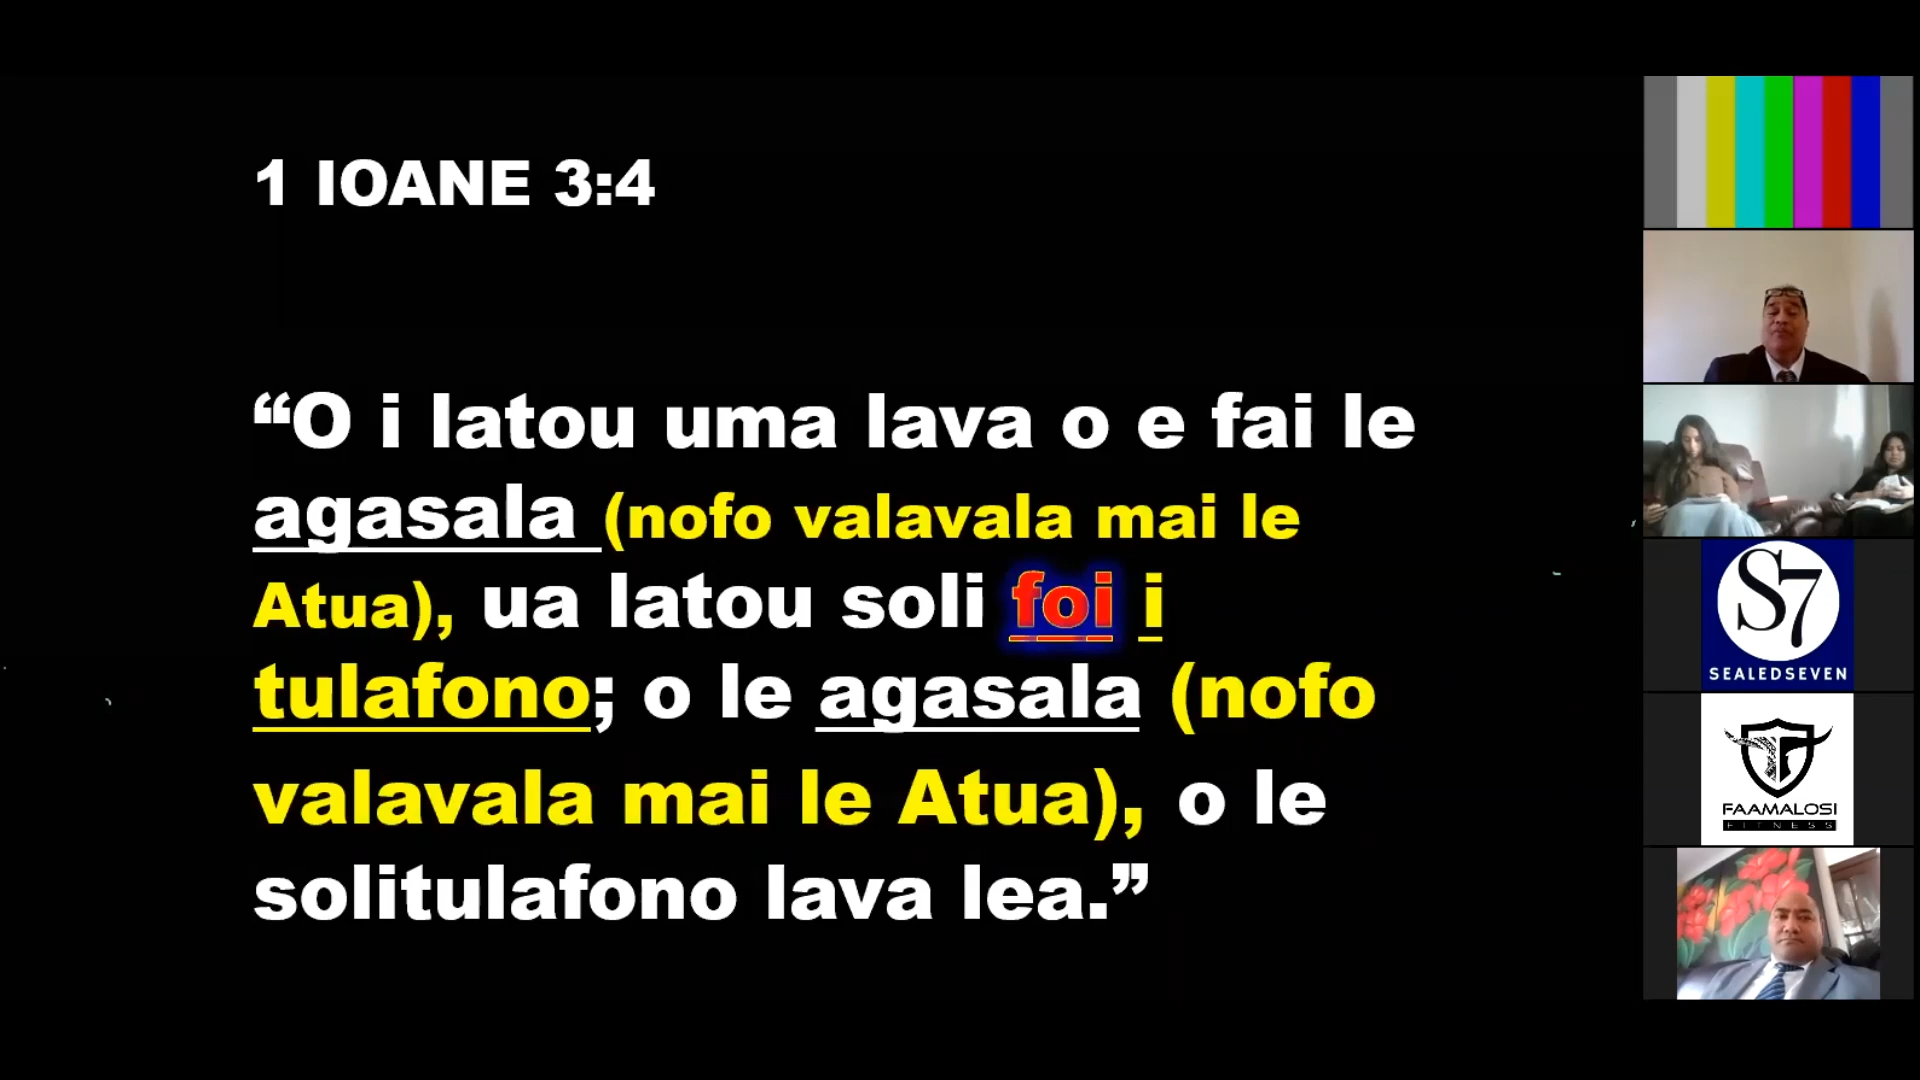 1 IOANE 3:4
“O i latou uma lava o e fai le
agasala (nofo valavala mai le
Atua), ua latou soli foi i
tulafono; o le agasala (nofo
valavala mai le Atua), o le
solitulafono lava lea.”
S7
SEALEDSEVEN
FAAMALOSI
FITNESS